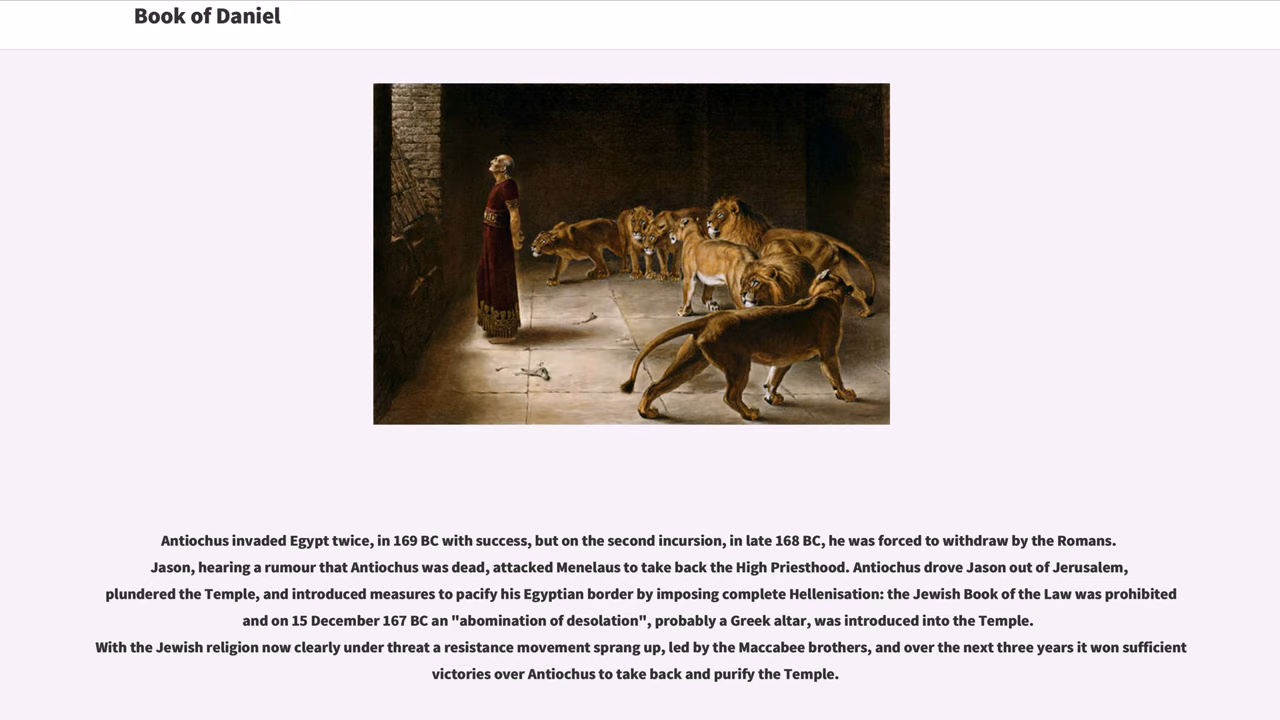 Book of Daniel
Antiochus invaded Egypt twice, in 169 BC with success, but on the second incursion, in late 168 BC, he was forced to withdraw by the Romans.
Jason, hearing a rumour that Antiochus was dead, attacked Menelaus to take back the High Priesthood. Antiochus drove Jason out of Jerusalem,
plundered the Temple, and introduced measures to pacify his Egyptian border by imposing complete Hellenisation: the Jewish Book of the Law was prohibited
and on 15 December 167 BC an "abomination of desolation", probably a Greek altar, was introduced into the Temple.
With the Jewish religion now clearly under threat a resistance movement sprang up, led by the Maccabee brothers, and over the next three years it won sufficient
victories over Antiochus to take back and purify the Temple.